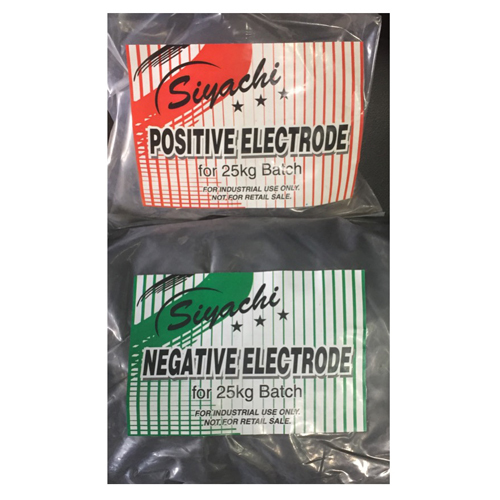 Siyachi
★ ★ ★
POSITIVE ELECTRODE
for 25kg Batch
FOR INDUSTRIAL USE ONLY.
NOT FOR RETAIL SALE.
Siyachi
★ ★ ★
NEGATIVE ELECTRODE
for 25kg Batch
FOR INDUSTRIAL USE ONLY.
NOT FOR RETAIL SALE.